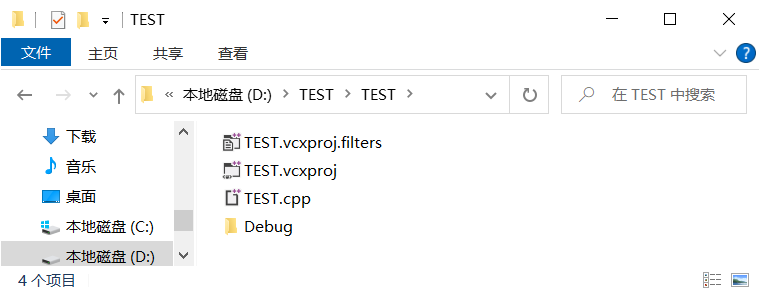 TEST
文件 主页 共享 查看
« 本地磁盘 (D:) TEST TEST 在 TEST 中搜索
下载
音乐
桌面
本地磁盘 (C:)
本地磁盘 (D:)
TEST.vcxproj.filters
TEST.vcxproj
TEST.cpp
Debug
4 个项目